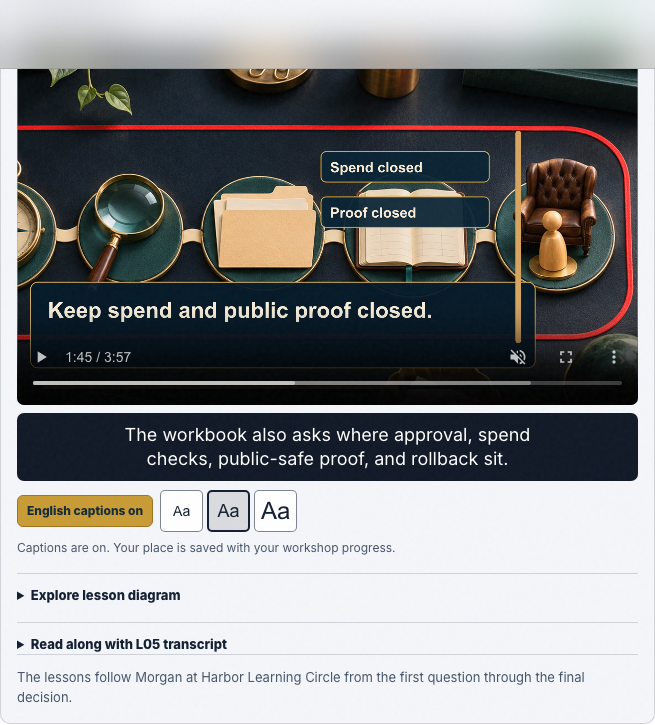 Spend closed
Proof closed
Keep spend and public proof closed.
1:45 / 3:57
The workbook also asks where approval, spend
checks, public-safe proof, and rollback sit.
English captions on
Aa
Aa
Aa
Captions are on. Your place is saved with your workshop progress.
Explore lesson diagram
Read along with L05 transcript
The lessons follow Morgan at Harbor Learning Circle from the first question through the final
decision.